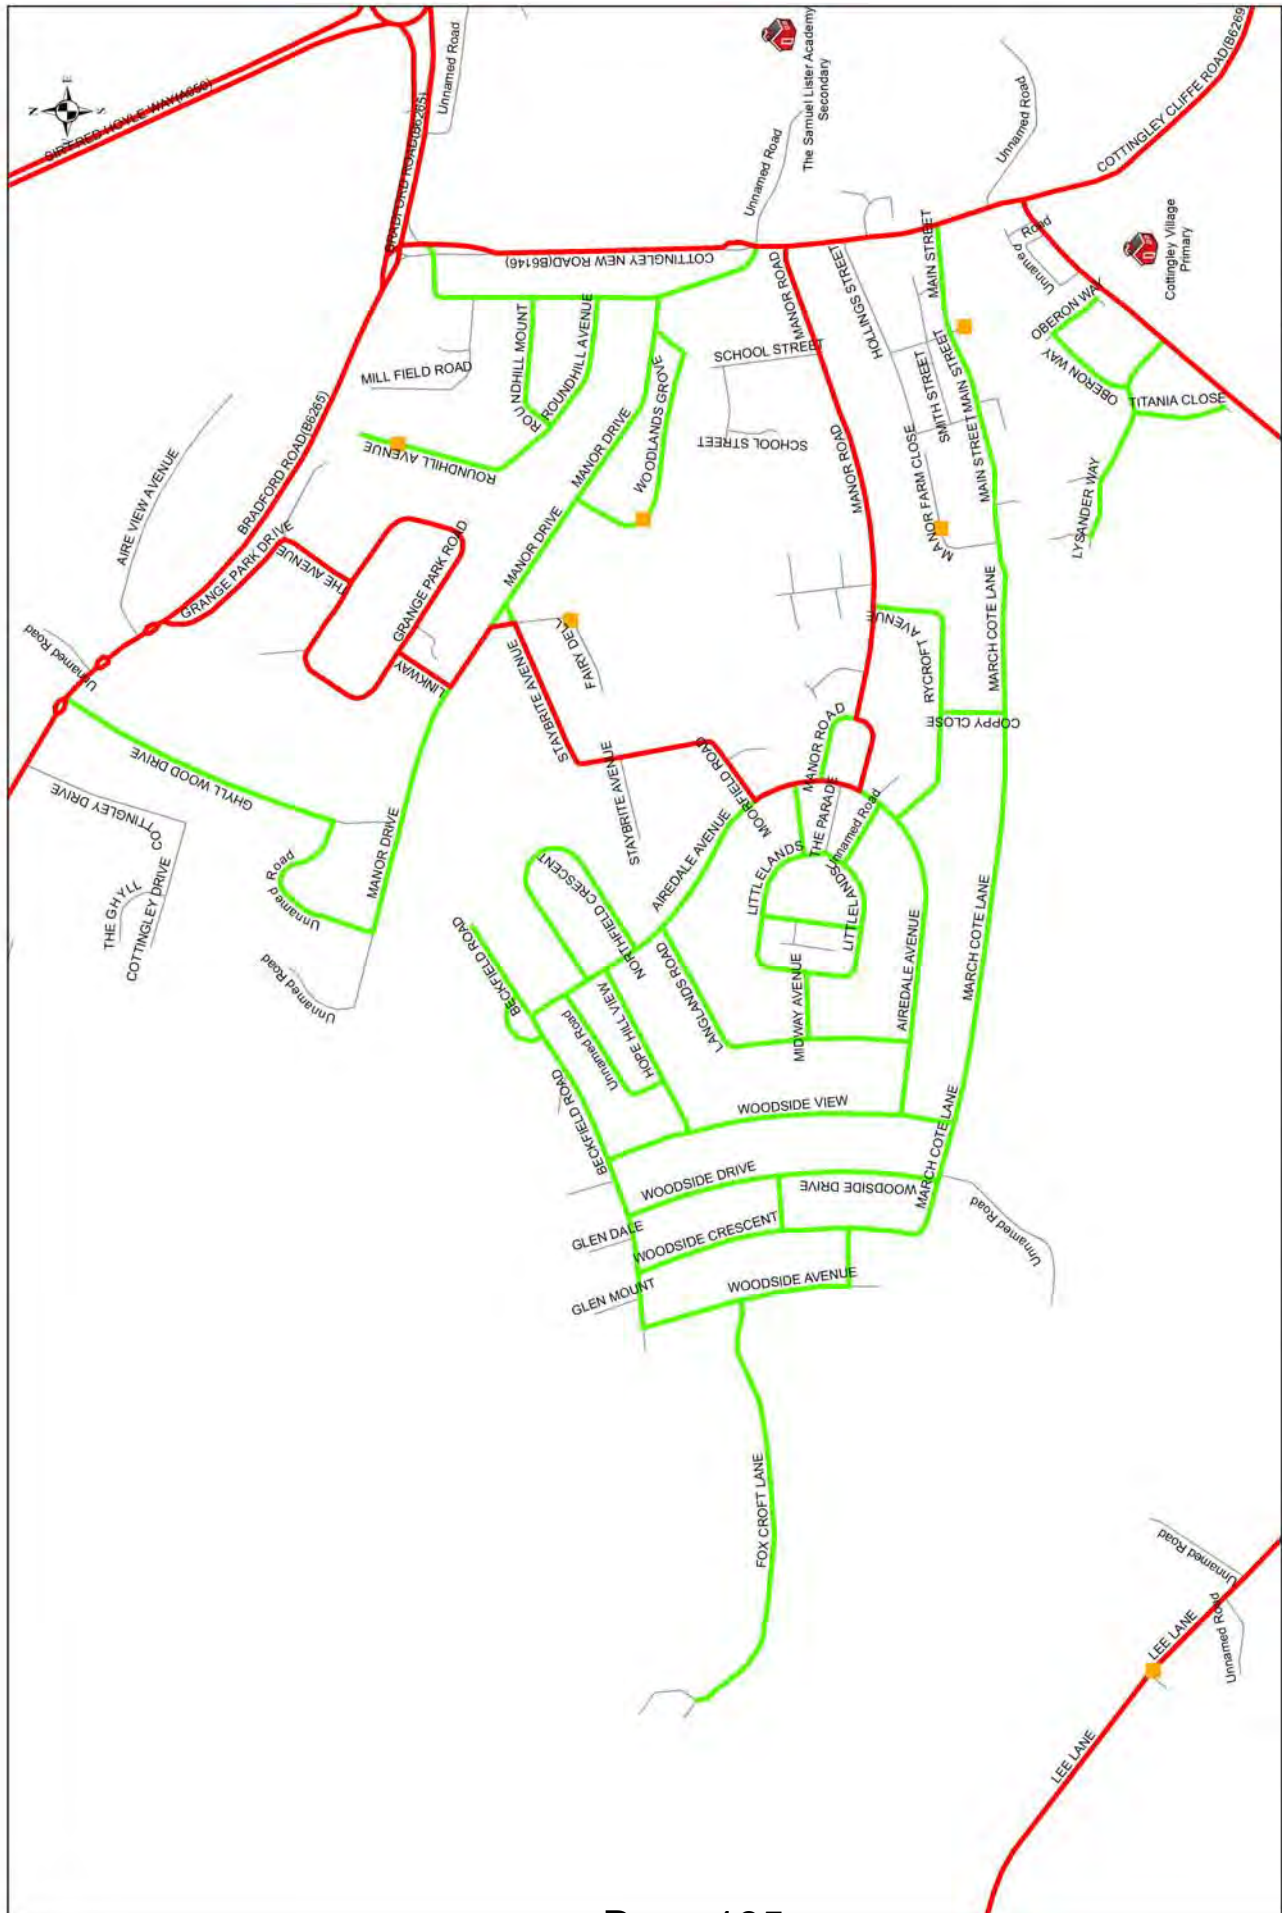 N
E
S
SIR FRED HOYLE WAY(A650)
Unnamed Road
BRADFORD ROAD(B6265)
The Samuel Lister Academy
Secondary
Unnamed Road
COTTINGLEY CLIFFE ROAD(B6269
Unnamed Road
COTTINGLEY NEW ROAD(B6146)
MAIN STREET
Unnamed
Road
Cottingley Village
Primary
MANOR ROAD
HOLLINGS STREET
OBERON WAY
OBERON WAY
TITANIA CLOSE
MILL FIELD ROAD
ROUNDHILL MOUNT
ROUNDHILL AVENUE
SCHOOL STREET
SMITH STREET
MAIN STREET
AIRE VIEW AVENUE
BRADFORD ROAD(B6265)
ROUNDHILL AVENUE
MANOR DRIVE
WOODLANDS GROVE
SCHOOL STREET
MANOR ROAD
MANOR FARM CLOSE
MAIN STREET
LYSANDER WAY
GRANGE PARK DRIVE
THE AVENUE
GRANGE PARK ROAD
MANOR DRIVE
Unnamed Road
LINKWAY
STAYBRITE AVENUE
FAIRY DELL
RYCROFT AVENUE
MARCH COTE LANE
COPPY CLOSE
GHYLL WOOD DRIVE
COTTINGLEY DRIVE
STAYBRITE AVENUE
MOORFIELD ROAD
MANOR ROAD
THE PARADE
Unnamed Road
THE GHYLL
COTTINGLEY DRIVE
Unnamed Road
MANOR DRIVE
NORTHFIELD CRESCENT
AIREDALE AVENUE
LITTLELANDS
LITTLELANDS
Unnamed Road
BECKFIELD ROAD
LANGLANDS ROAD
MIDWAY AVENUE
AIREDALE AVENUE
MARCH COTE LANE
HOPE HILL VIEW
Unnamed Road
BECKFIELD ROAD
WOODSIDE VIEW
MARCH COTE LANE
WOODSIDE DRIVE
WOODSIDE DRIVE
Unnamed Road
GLEN DALE
WOODSIDE CRESCENT
GLEN MOUNT
WOODSIDE AVENUE
FOX CROFT LANE
Unnamed Road
LEE LANE
Unnamed Road
LEE LANE